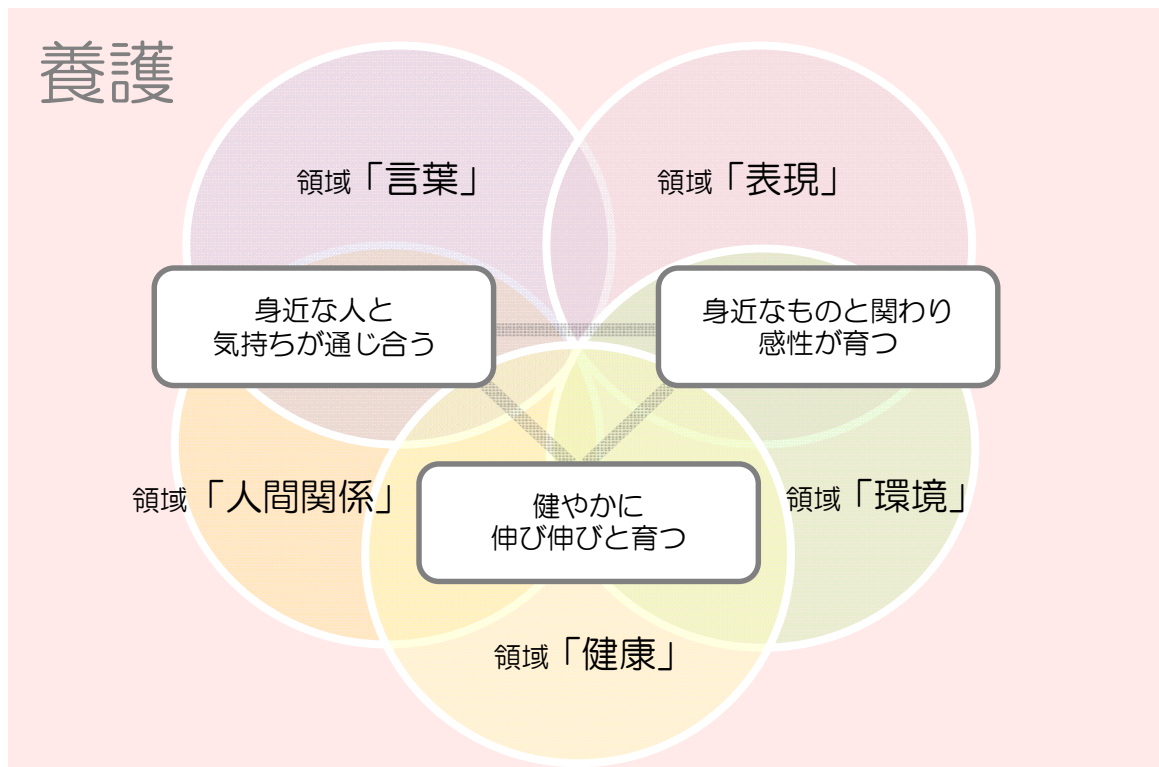 養護
領域「言葉」
領域「表現」
身近な人と
気持ちが通じ合う
身近なものと関わり
感性が育つ
領域「人間関係」
健やかに
伸び伸びと育つ
領域「環境」
領域「健康」